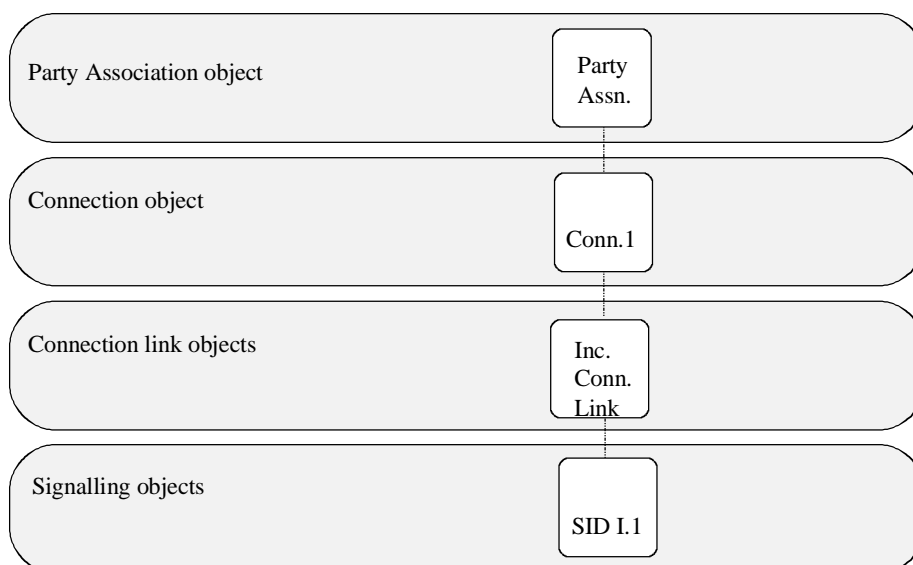 Party Association object
Party
Assn.
Connection object
Conn.1
Connection link objects
Inc.
Conn.
Link
Signalling objects
SID I.1